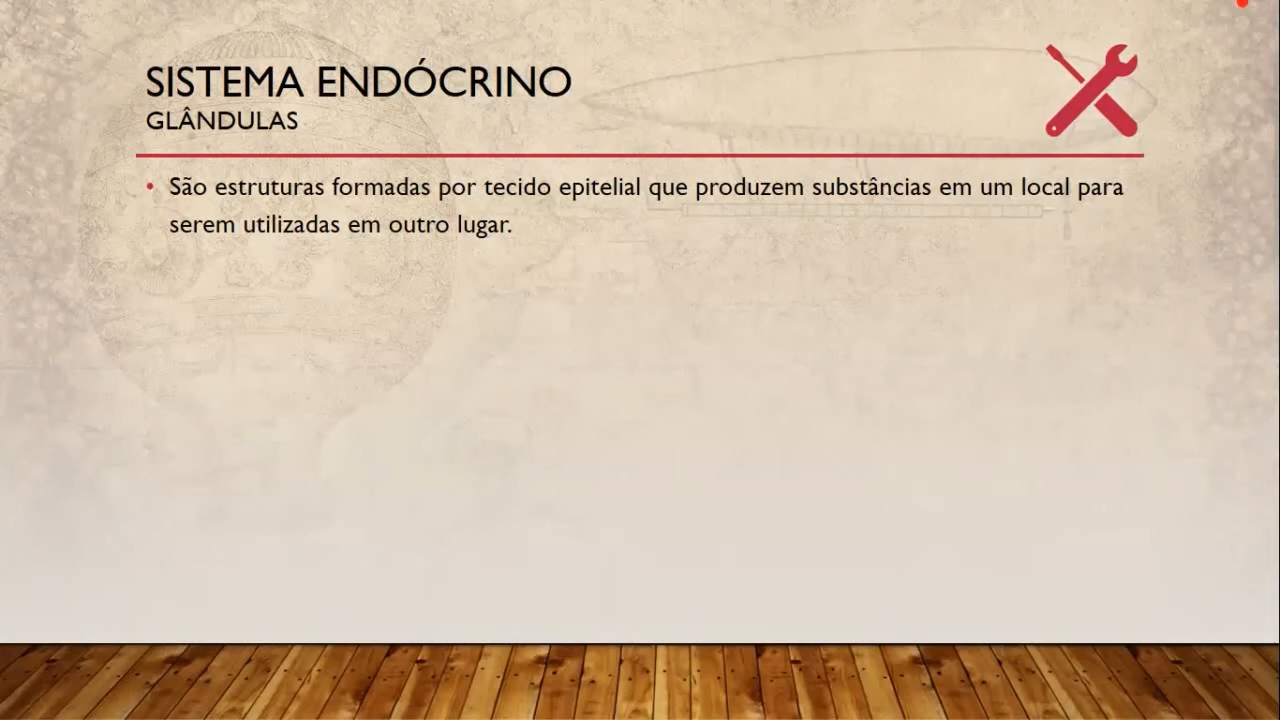 SISTEMA ENDÓCRINO
GLÂNDULAS
• São estruturas formadas por tecido epitelial que produzem substâncias em um local para
serem utilizadas em outro lugar.